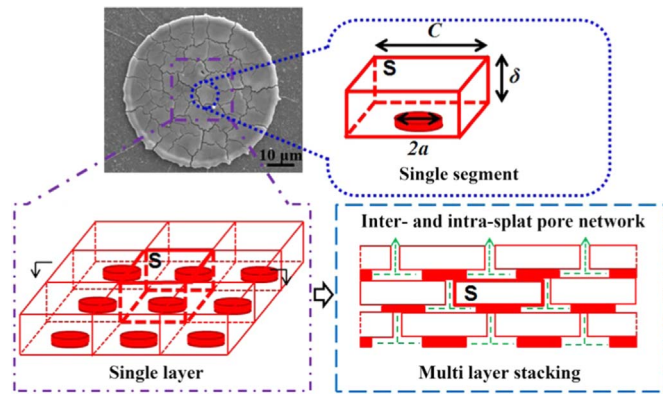 10 μm
C
S
δ
2a
Single segment
S
Single layer
Inter- and intra-splat pore network
S
Multi layer stacking